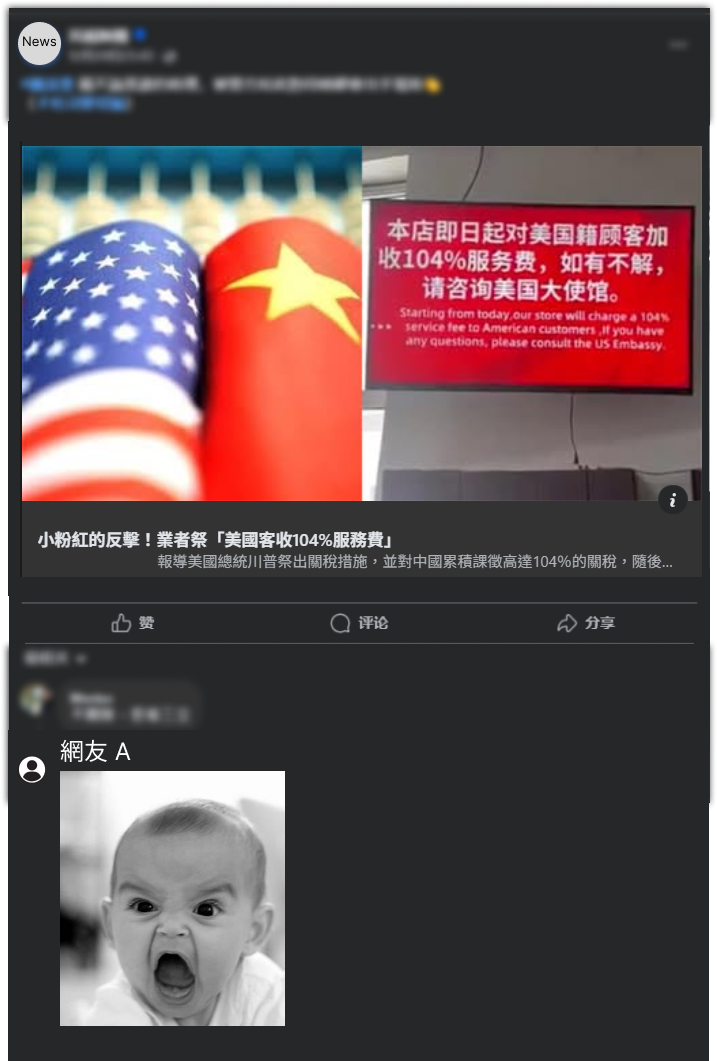 News
本店即日起对美国籍顾客加
收104%服务费，如有不解，
请咨询美国大使馆。
Starting from today,our store will charge a 104%
service fee to American customers ,If you have
any questions, please consult the US Embassy.
小粉紅的反擊！業者祭「美國客收104%服務費」
報導美國總統川普祭出關稅措施，並對中國累積課徵高達104%的關稅，隨後...
赞 评论 分享
網友 A